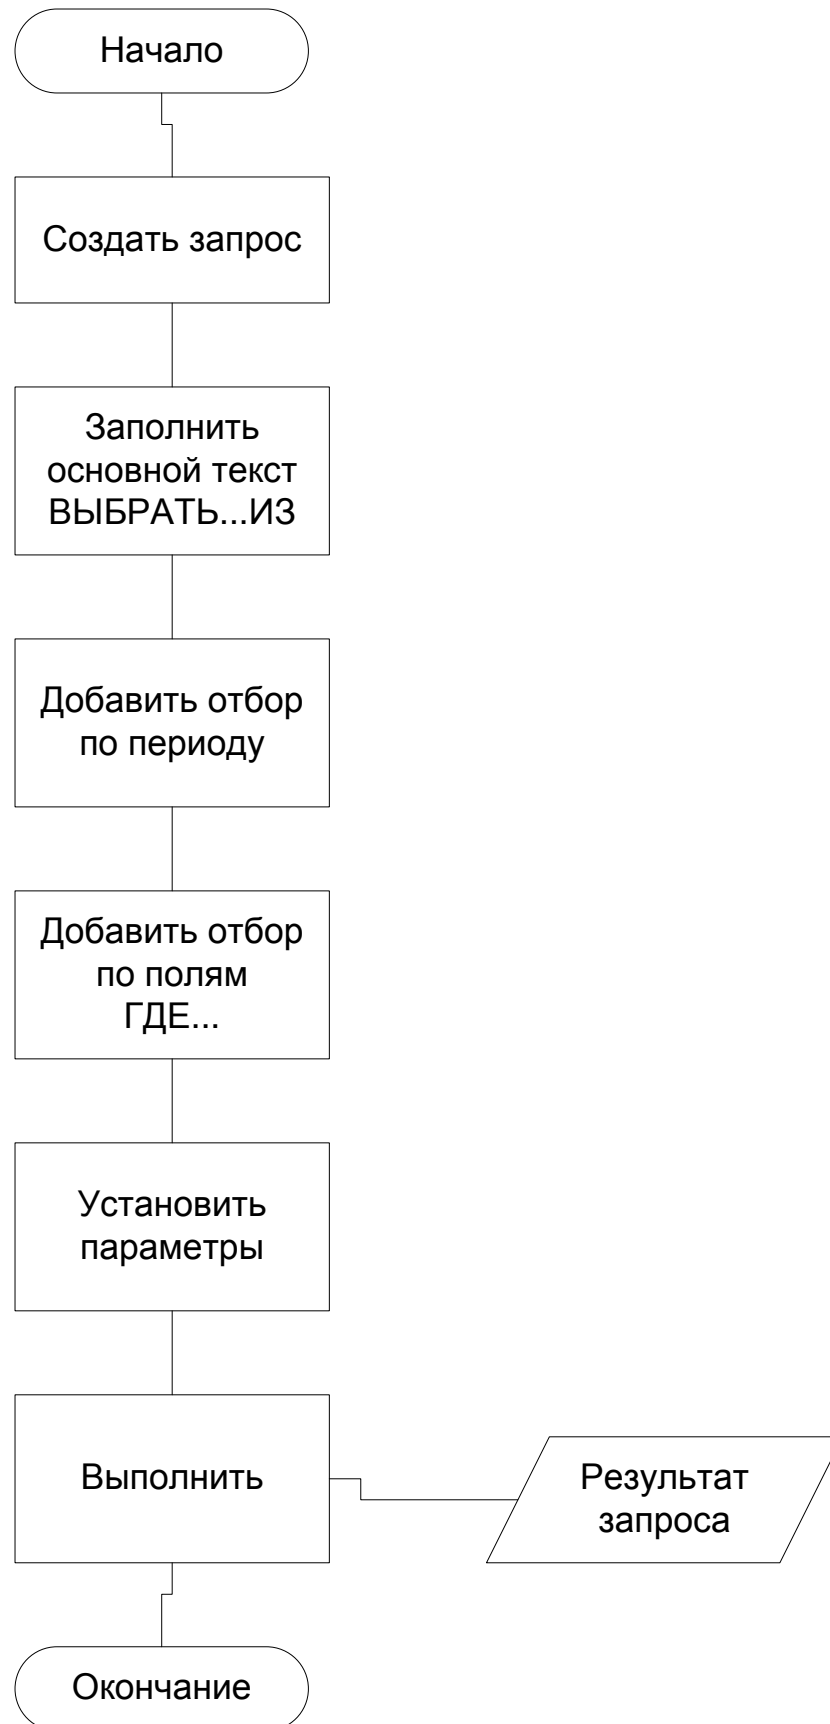 Начало
Создать запрос
Заполнить
основной текст
ВЫБРАТЬ...ИЗ
Добавить отбор
по периоду
Добавить отбор
по полям
ГДЕ...
Установить
параметры
Выполнить
Результат
запроса
Окончание